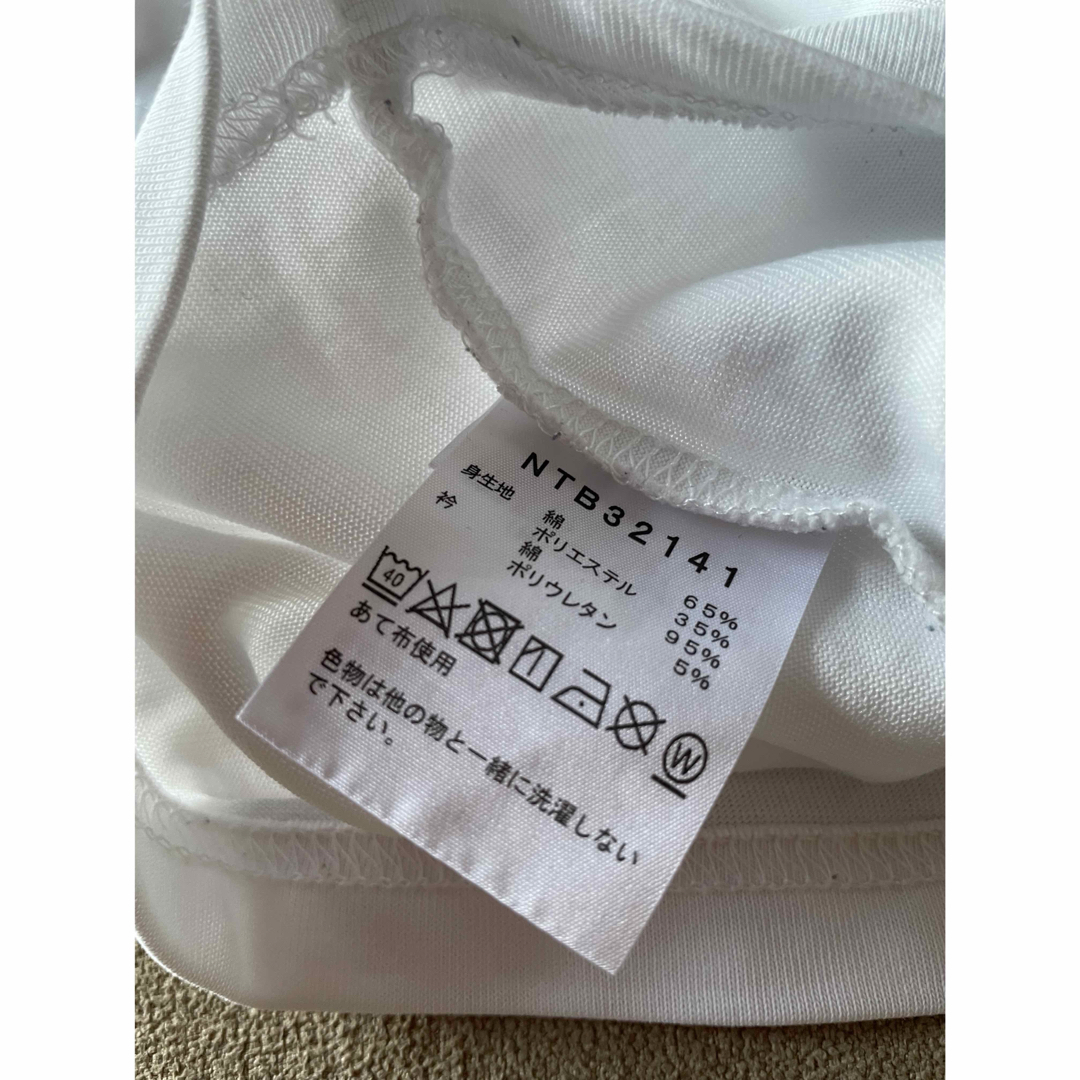 NTB32141
身生地 綿 65%
ポリエステル 35%
衿 綿 95%
ポリウレタン 5%
40
W
あて布使用
色物は他の物と一緒に洗濯しない
で下さい。